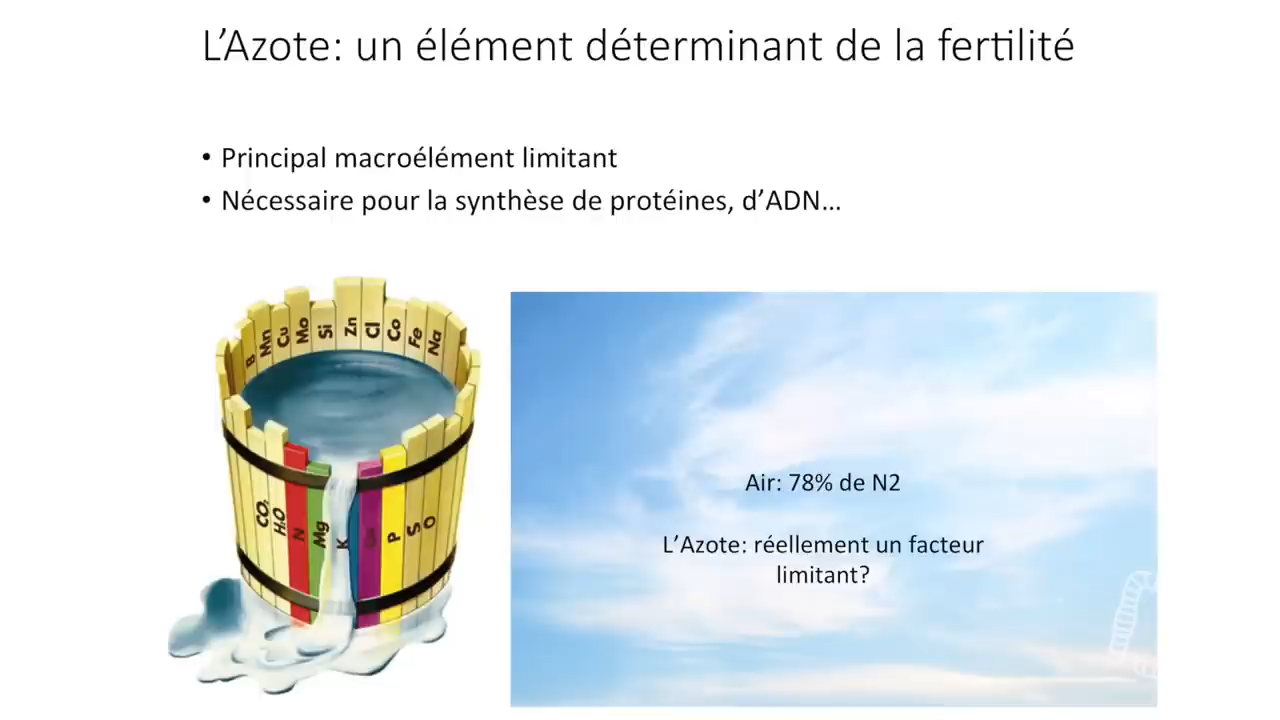 L’Azote: un élément déterminant de la fertilité
• Principal macroélément limitant
• Nécessaire pour la synthèse de protéines, d’ADN…
B
Mn
Cu
Mo
Si
Zn
Cl
Co
Fe
Na
CO₂
H₂O
N
Mg
K
P
S
O
Air: 78% de N2
L’Azote: réellement un facteur
limitant?